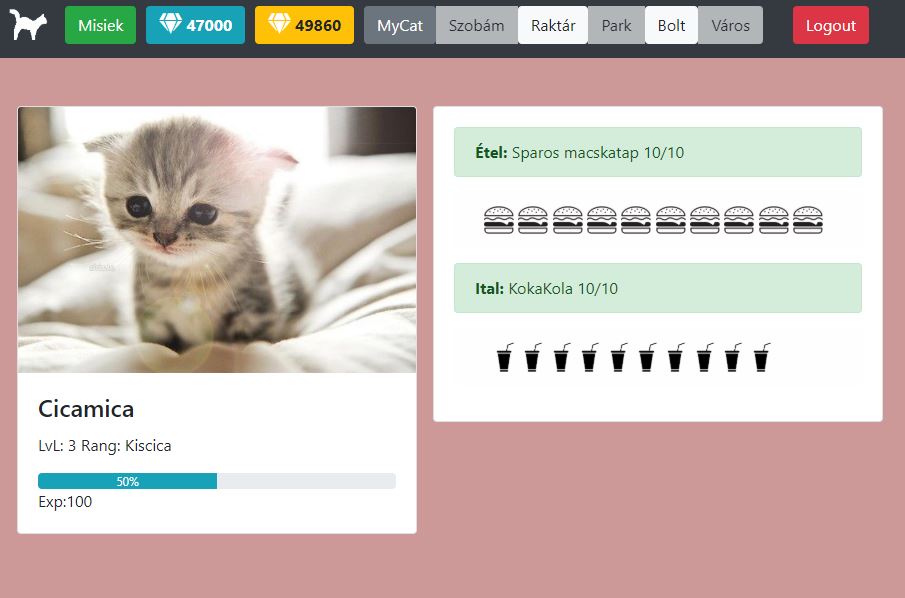 Misiek
47000
49860
MyCat
Szobám
Raktár
Park
Bolt
Város
Logout
Cicamica
LvL: 3 Rang: Kiscica
50%
Exp:100
Étel: Sparos macskatap 10/10
Ital: KokaKola 10/10